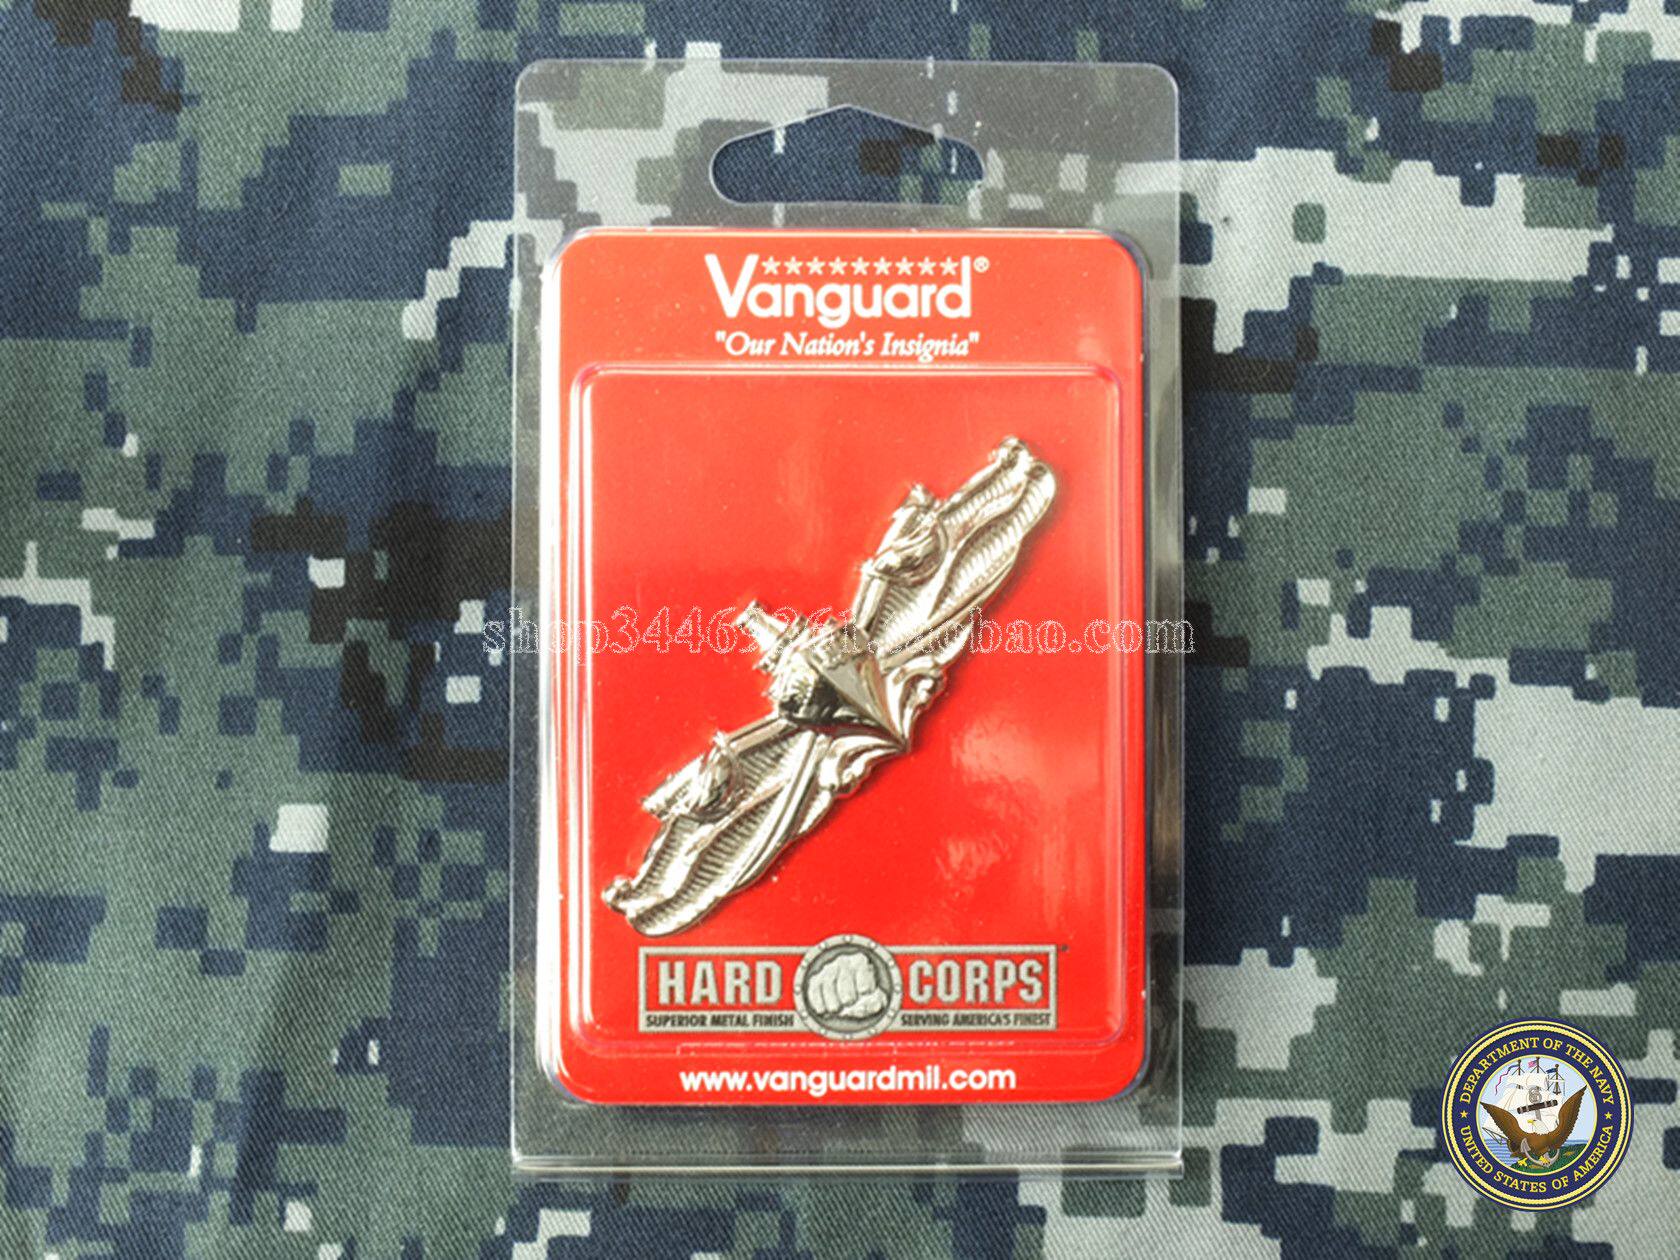 Vanguard®
"Our Nation's Insignia"
HARD CORPS
SUPERIOR METAL FINISH SERVING AMERICA'S FINEST
www.vanguardmil.com
DEPARTMENT OF THE NAVY
UNITED STATES OF AMERICA